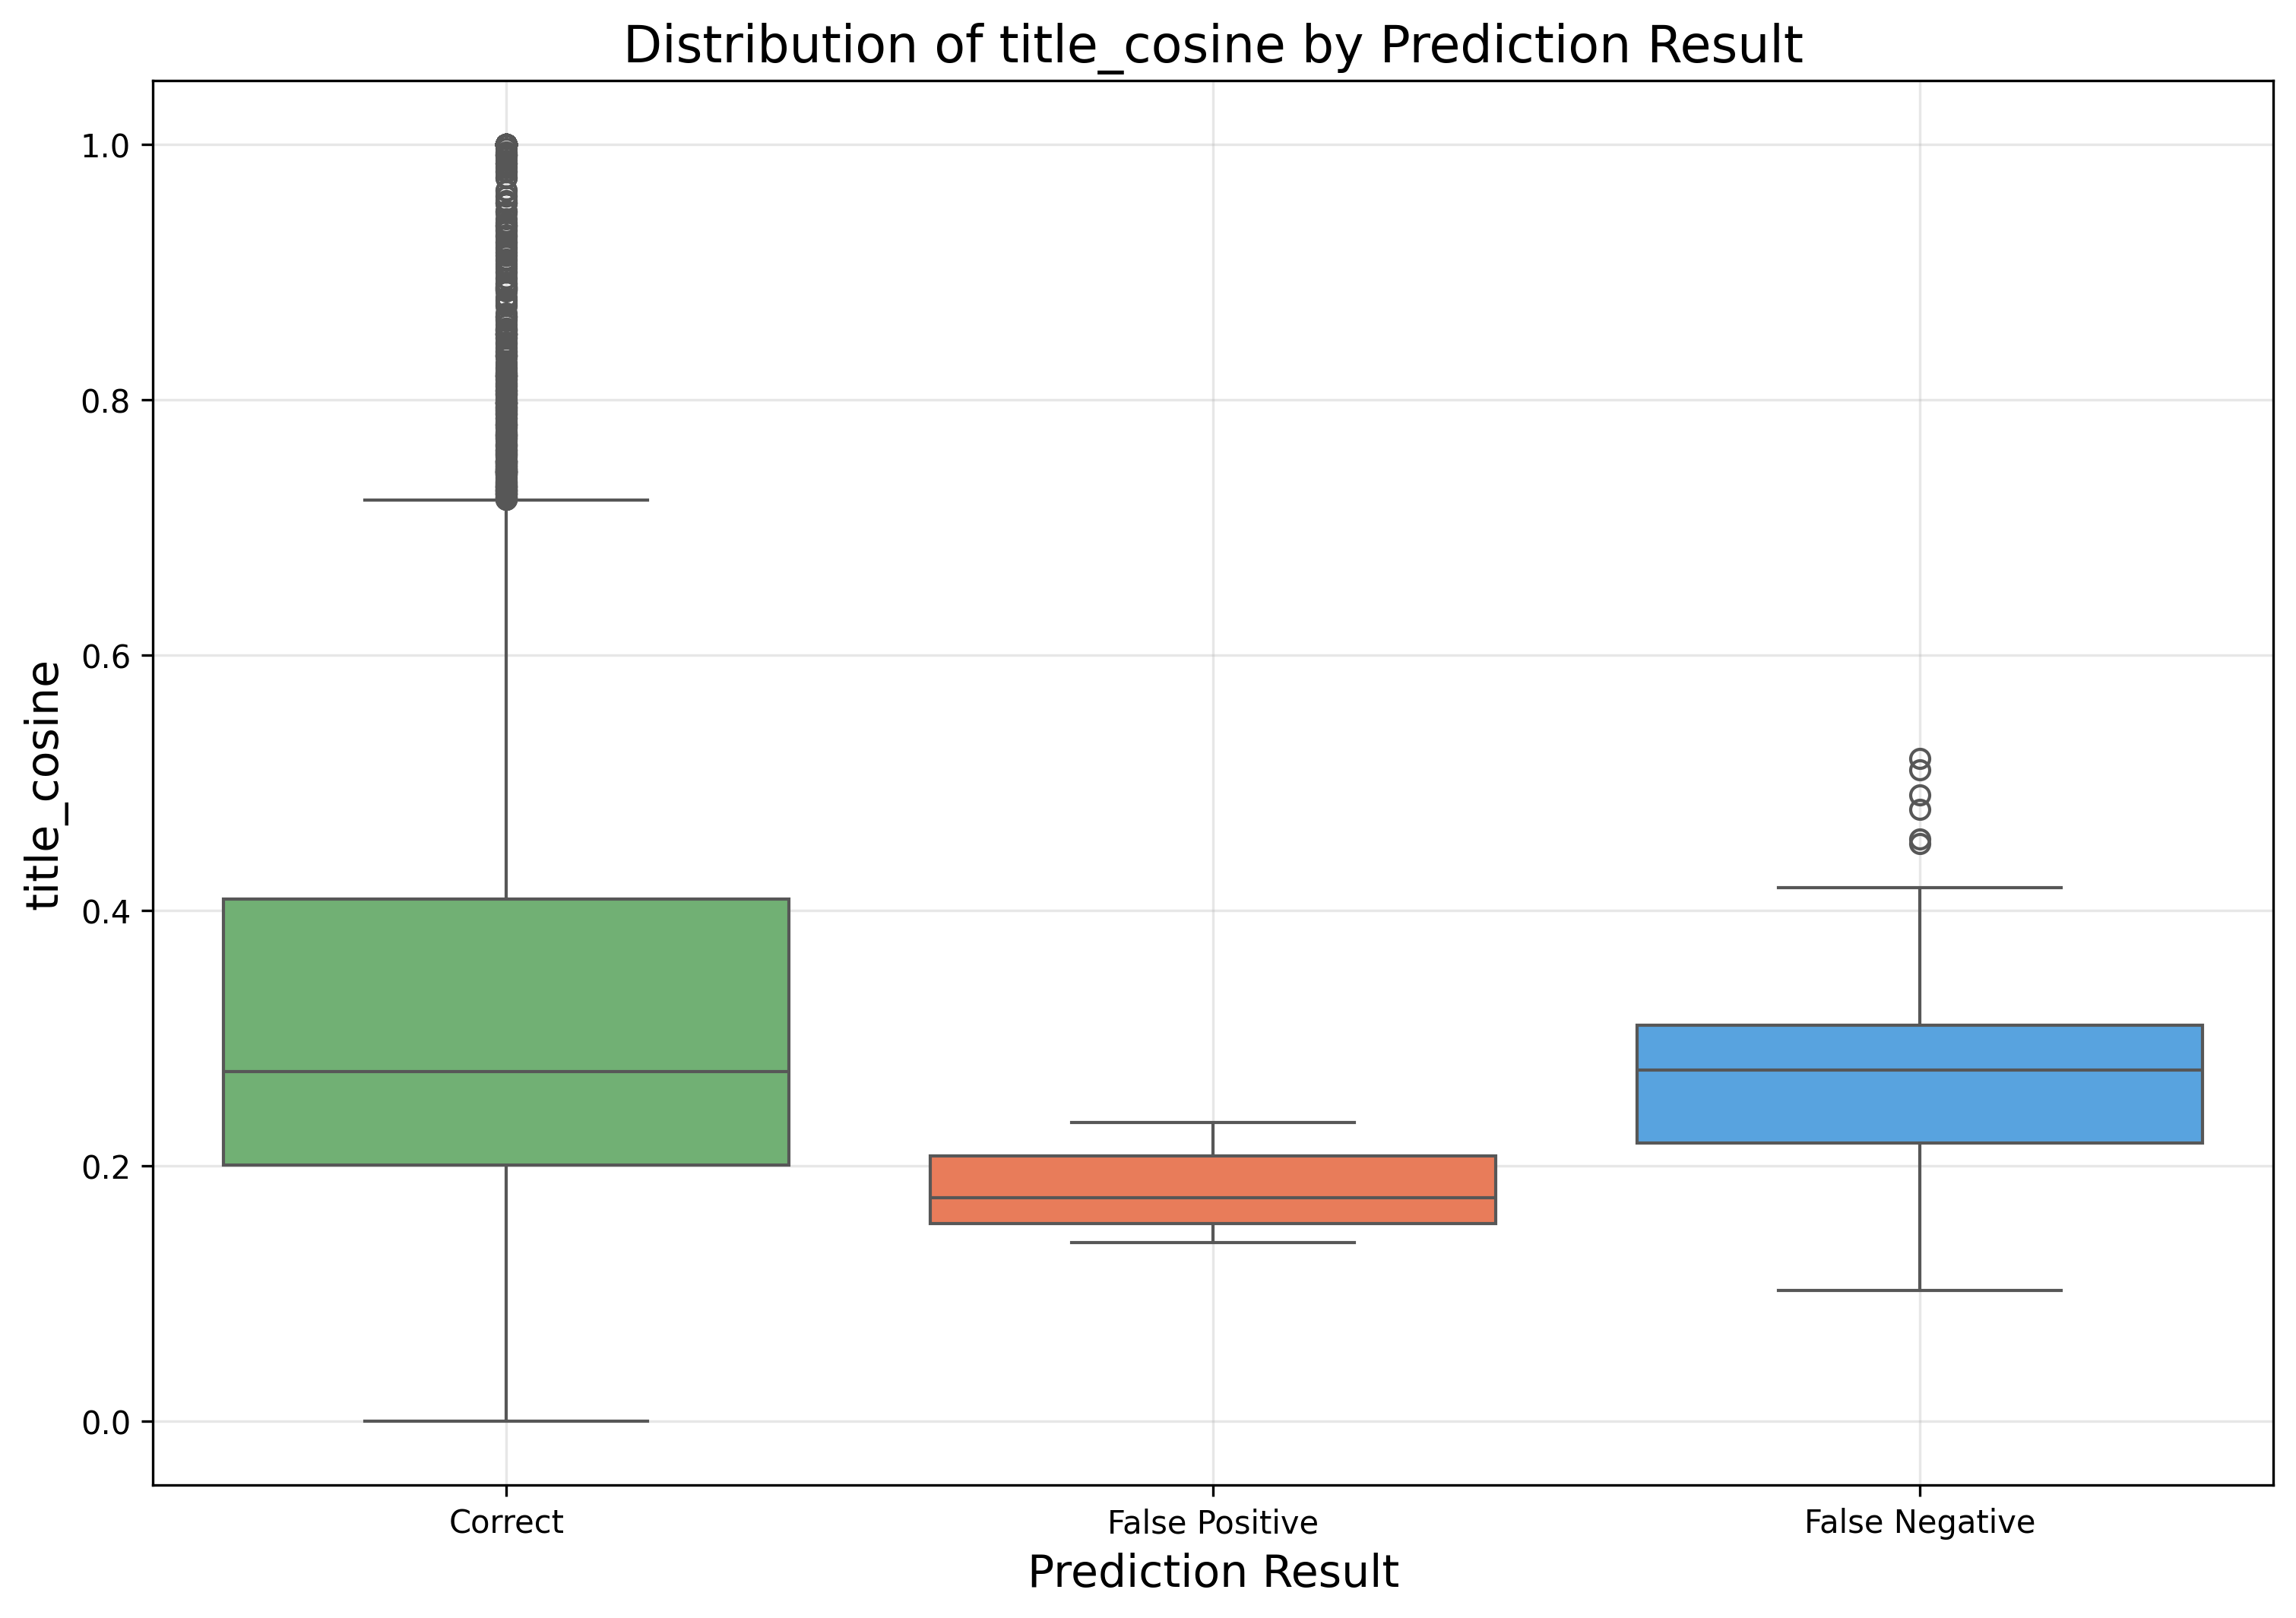 Distribution of title_cosine by Prediction Result
title_cosine
1.0
0.8
0.6
0.4
0.2
0.0
Correct
False Positive
False Negative
Prediction Result